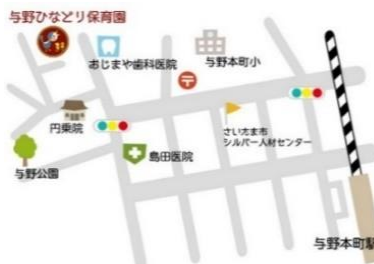 与野ひなどり保育園
おじまや歯科医院
与野本町小
〒
円乗院
さいたま市
シルバー人材センター
島田医院
与野公園
与野本町駅